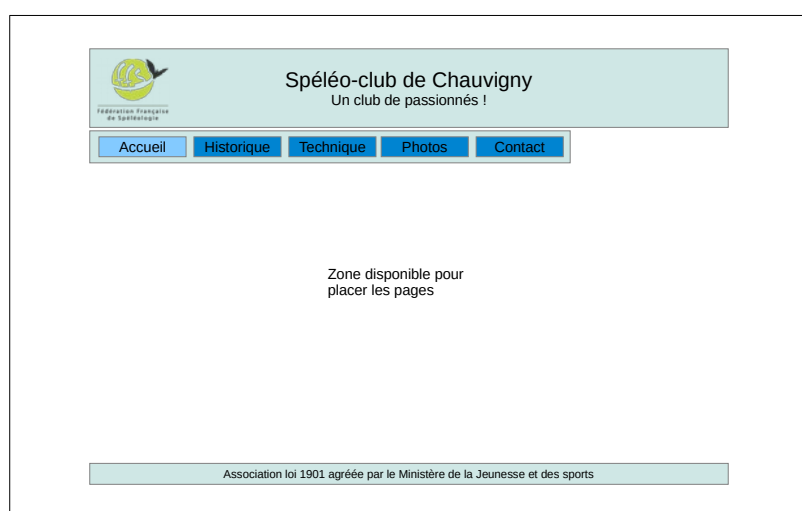 Spéléo-club de Chauvigny
Un club de passionnés !
Fédération Française
de Spéléologie
Accueil
Historique
Technique
Photos
Contact
Zone disponible pour
placer les pages
Association loi 1901 agréée par le Ministère de la Jeunesse et des sports